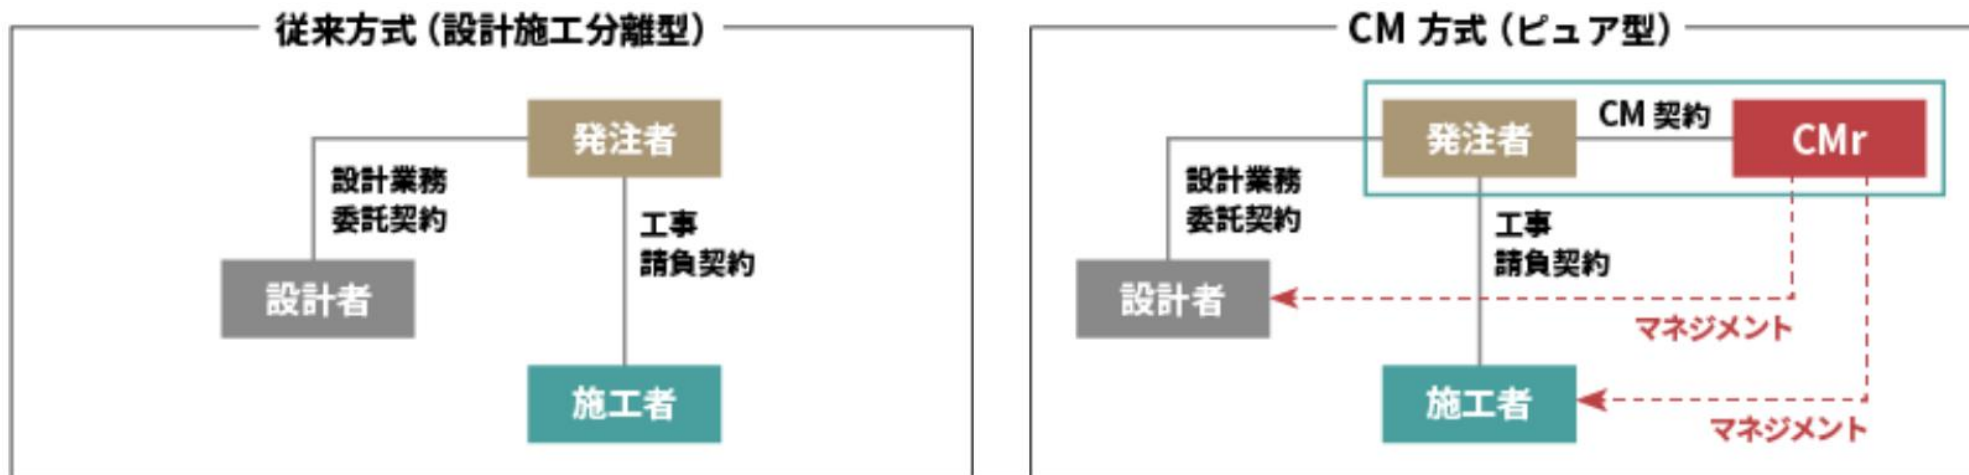 従来方式（設計施工分離型）
発注者
設計業務
委託契約
工事
請負契約
設計者
施工者
CM 方式（ピュア型）
発注者
CM 契約
CMr
設計業務
委託契約
工事
請負契約
設計者
マネジメント
施工者
マネジメント